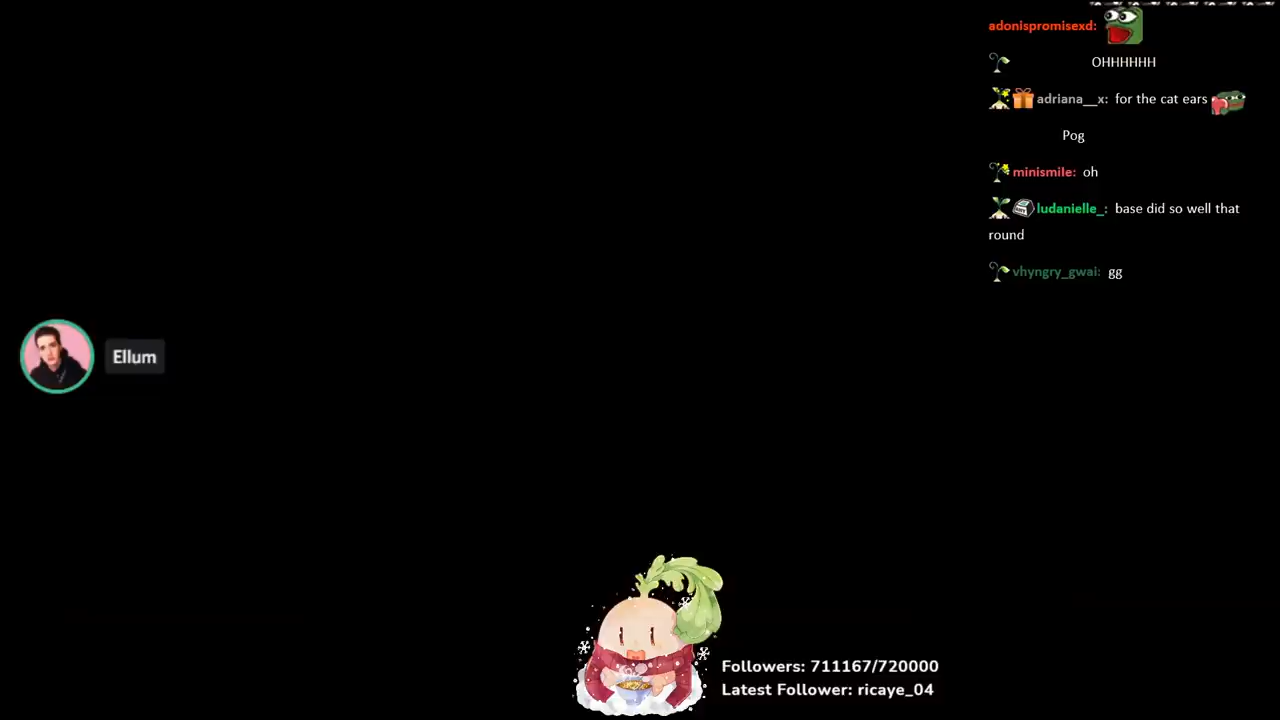 adonispromisexd:
OHHHHHH
adriana__x: for the cat ears
Pog
minismile: oh
ludanielle_: base did so well that
round
vhyngry_gwai: gg
Ellum
Followers: 711167/720000
Latest Follower: ricaye_04